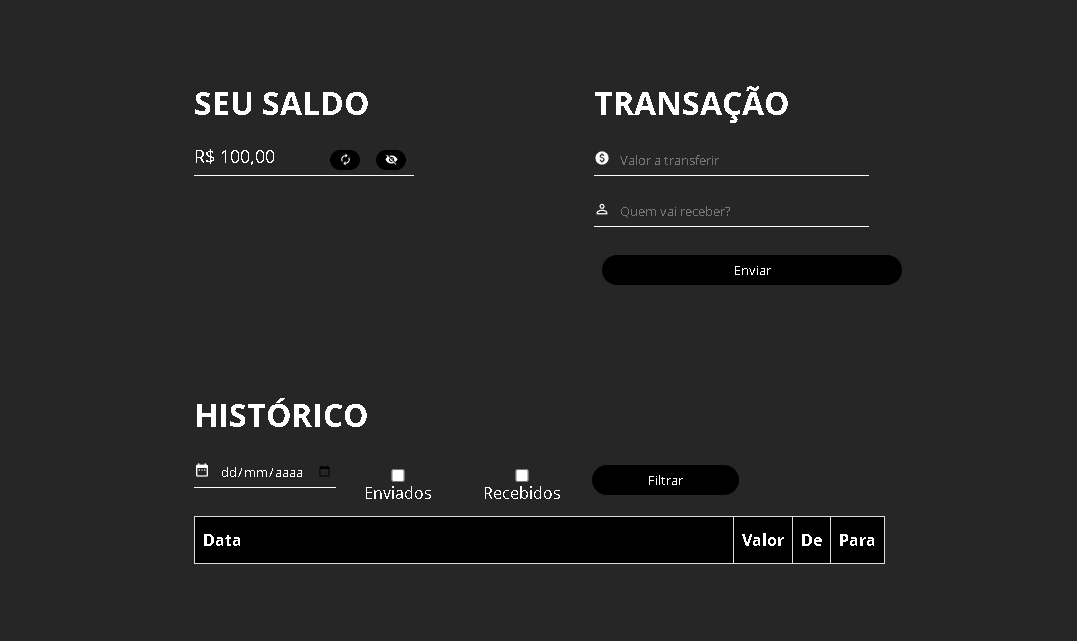 SEU SALDO
R$ 100,00
TRANSAÇÃO
Valor a transferir
Quem vai receber?
Enviar
HISTÓRICO
dd/mm/aaaa
Enviados
Recebidos
Filtrar
Data Valor De Para